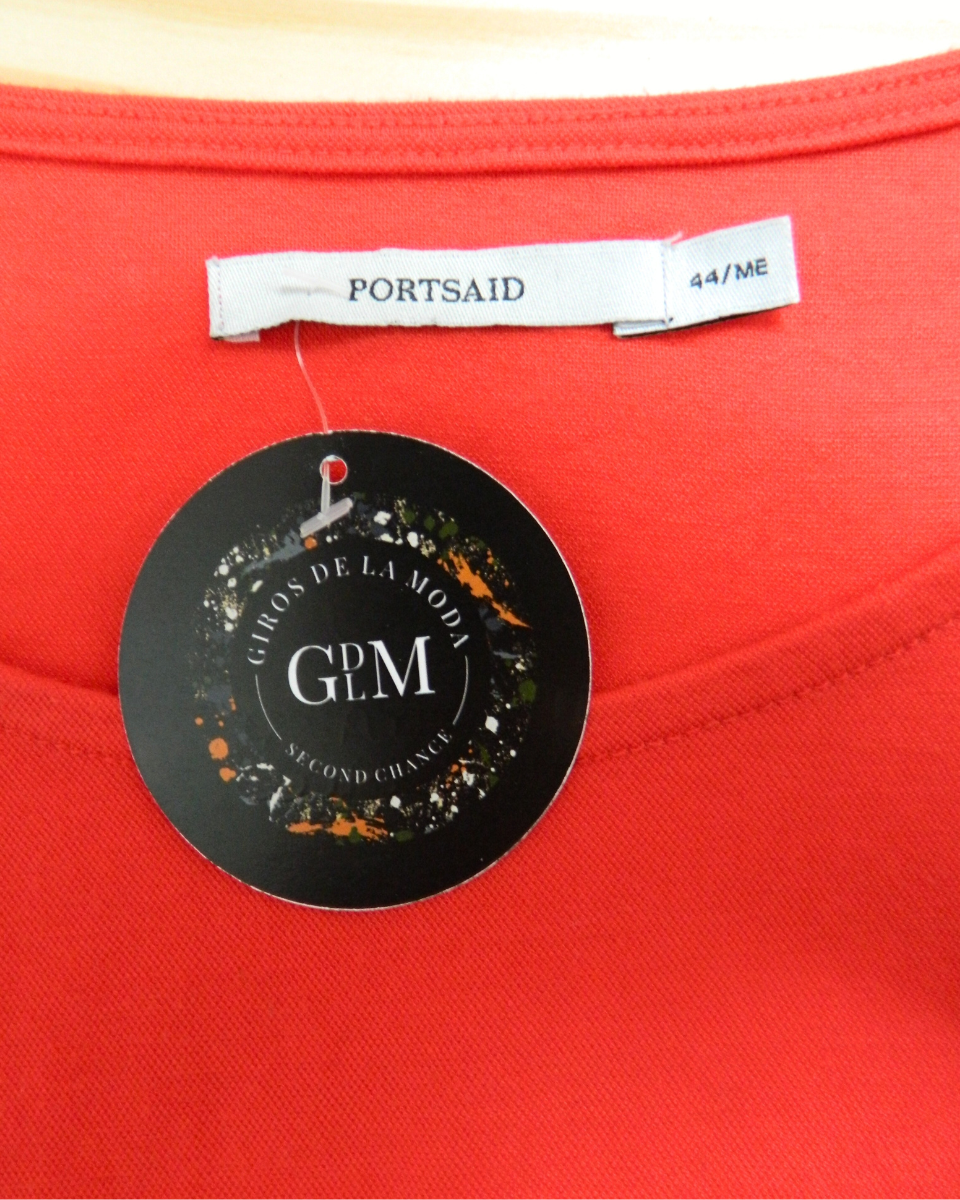 PORTSAID
44/ME
GIROS DE LA MODA
GDLM
SECOND CHANCE